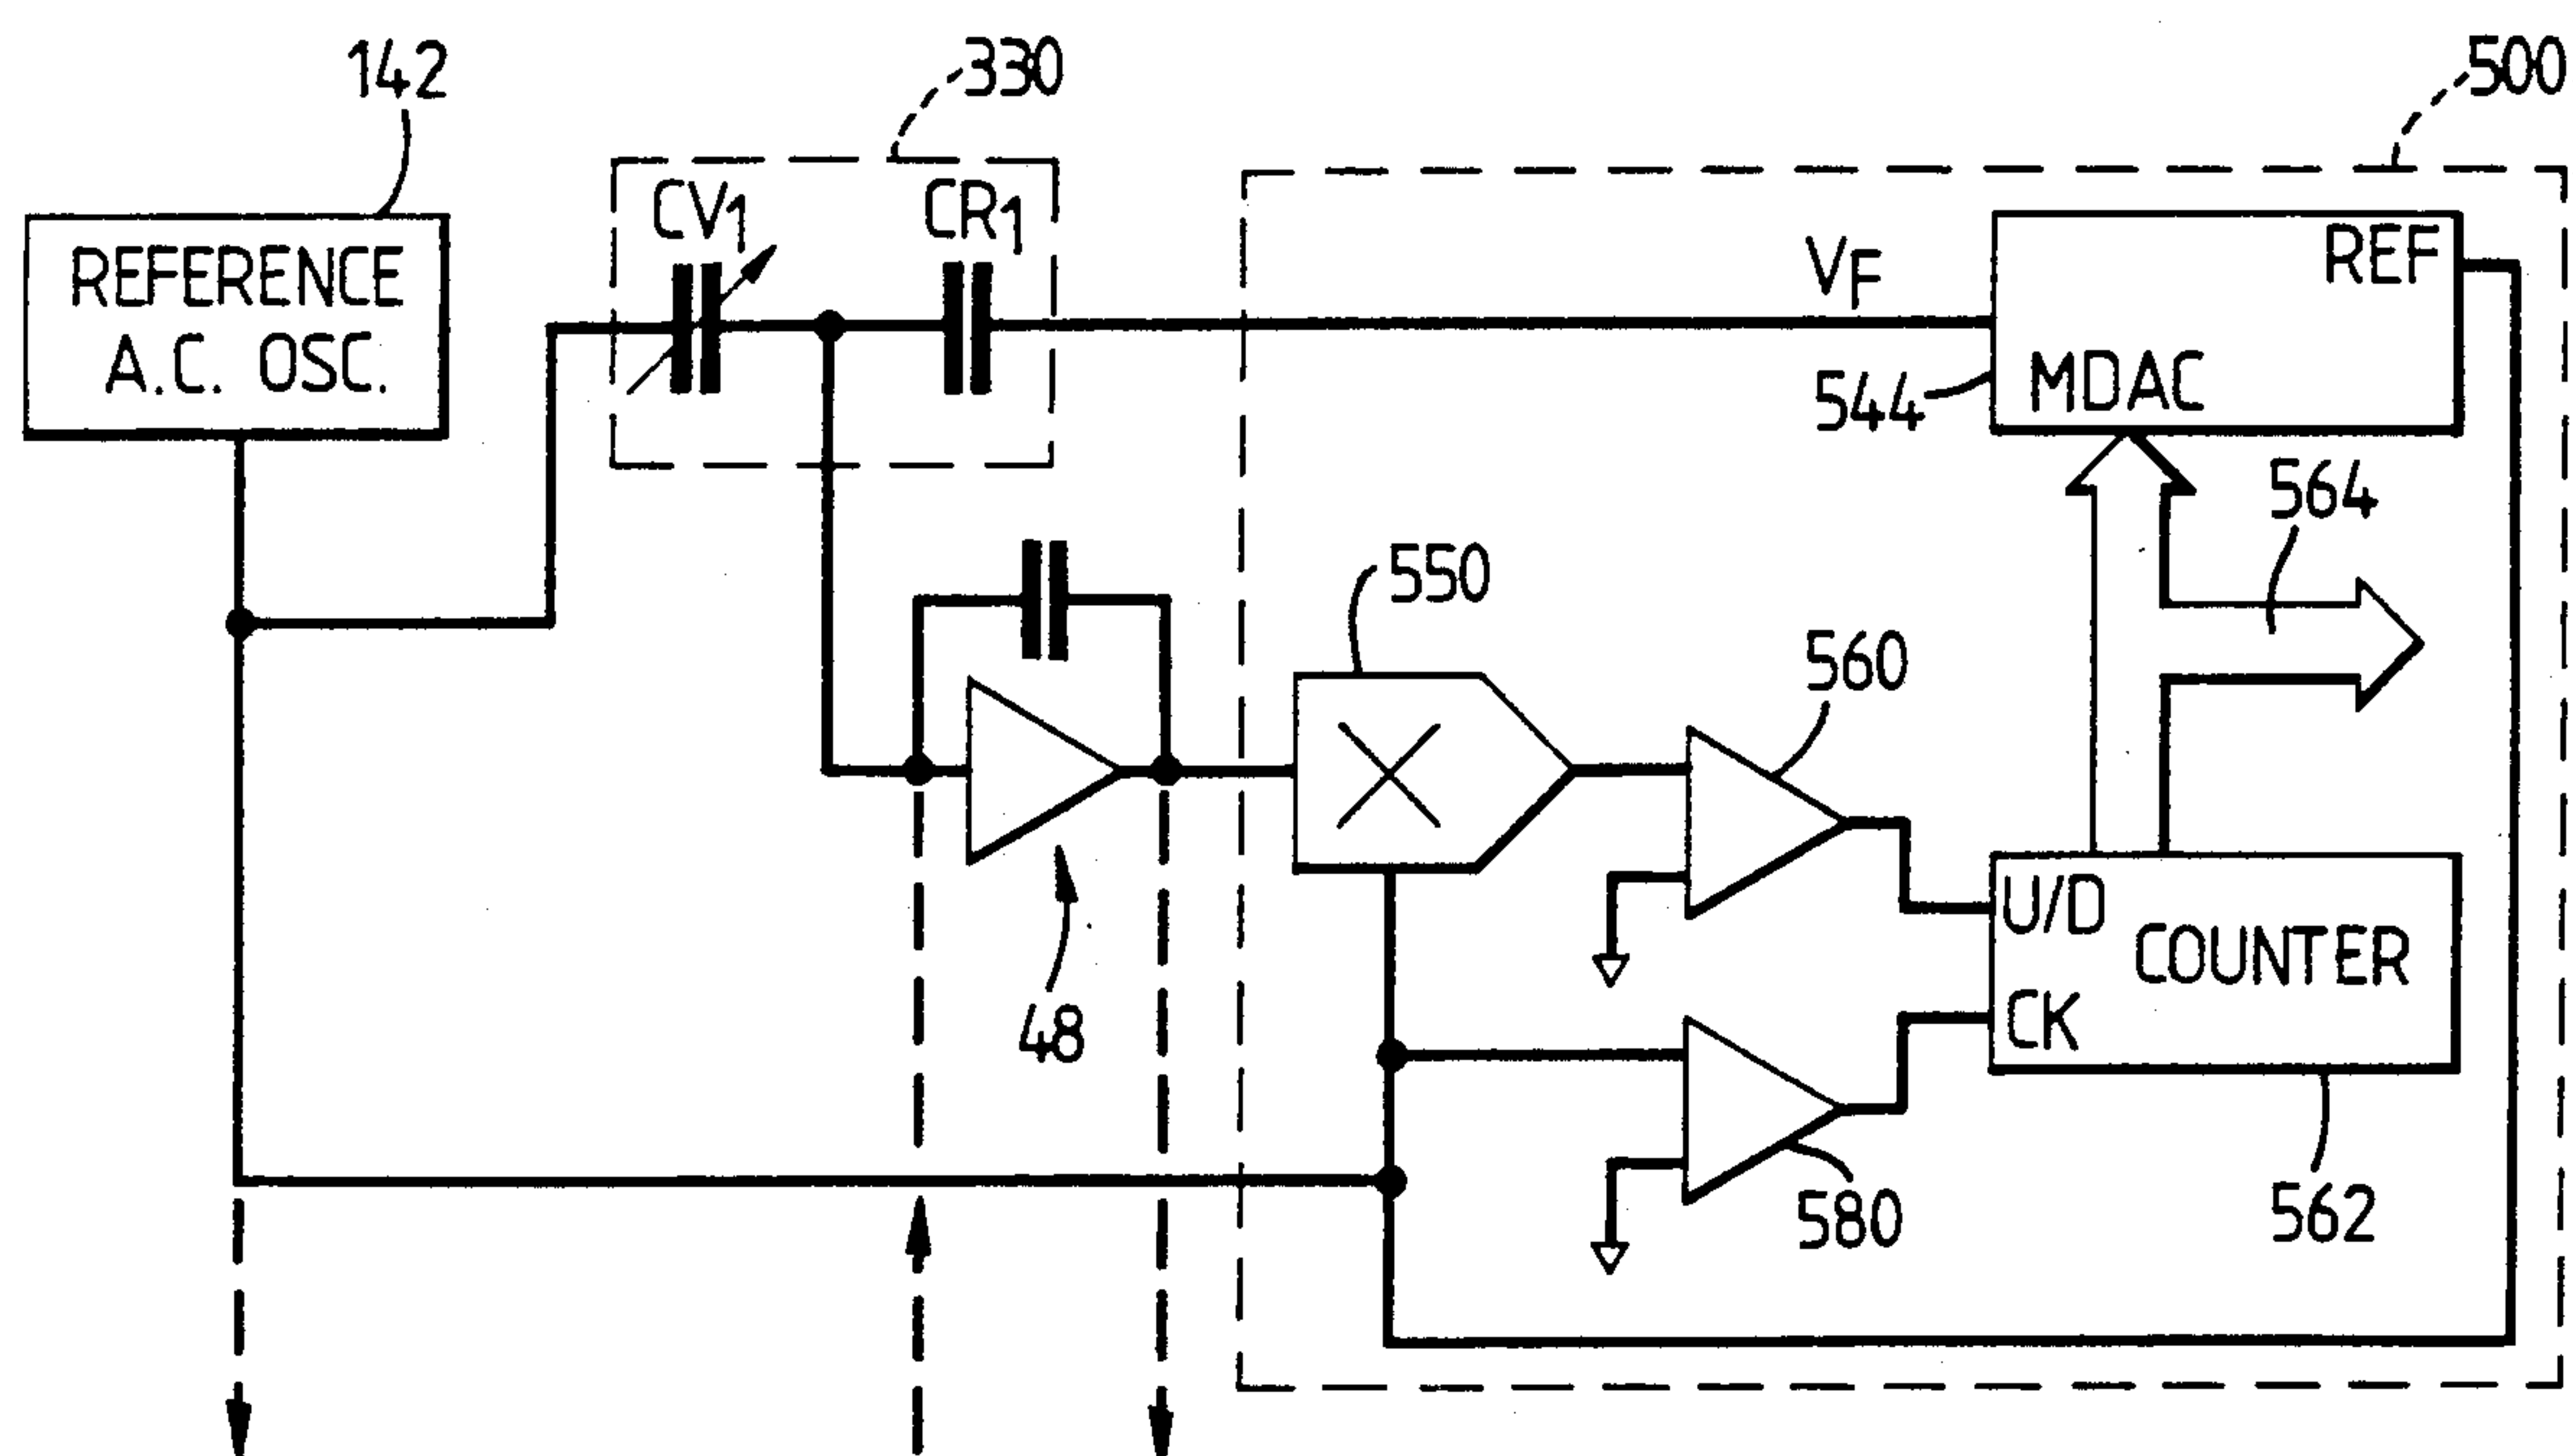 142
330
500
REFERENCE
A.C. OSC.
CV1
CR1
VF
REF
MDAC
544
564
550
560
48
U/D
COUNTER
CK
580
562